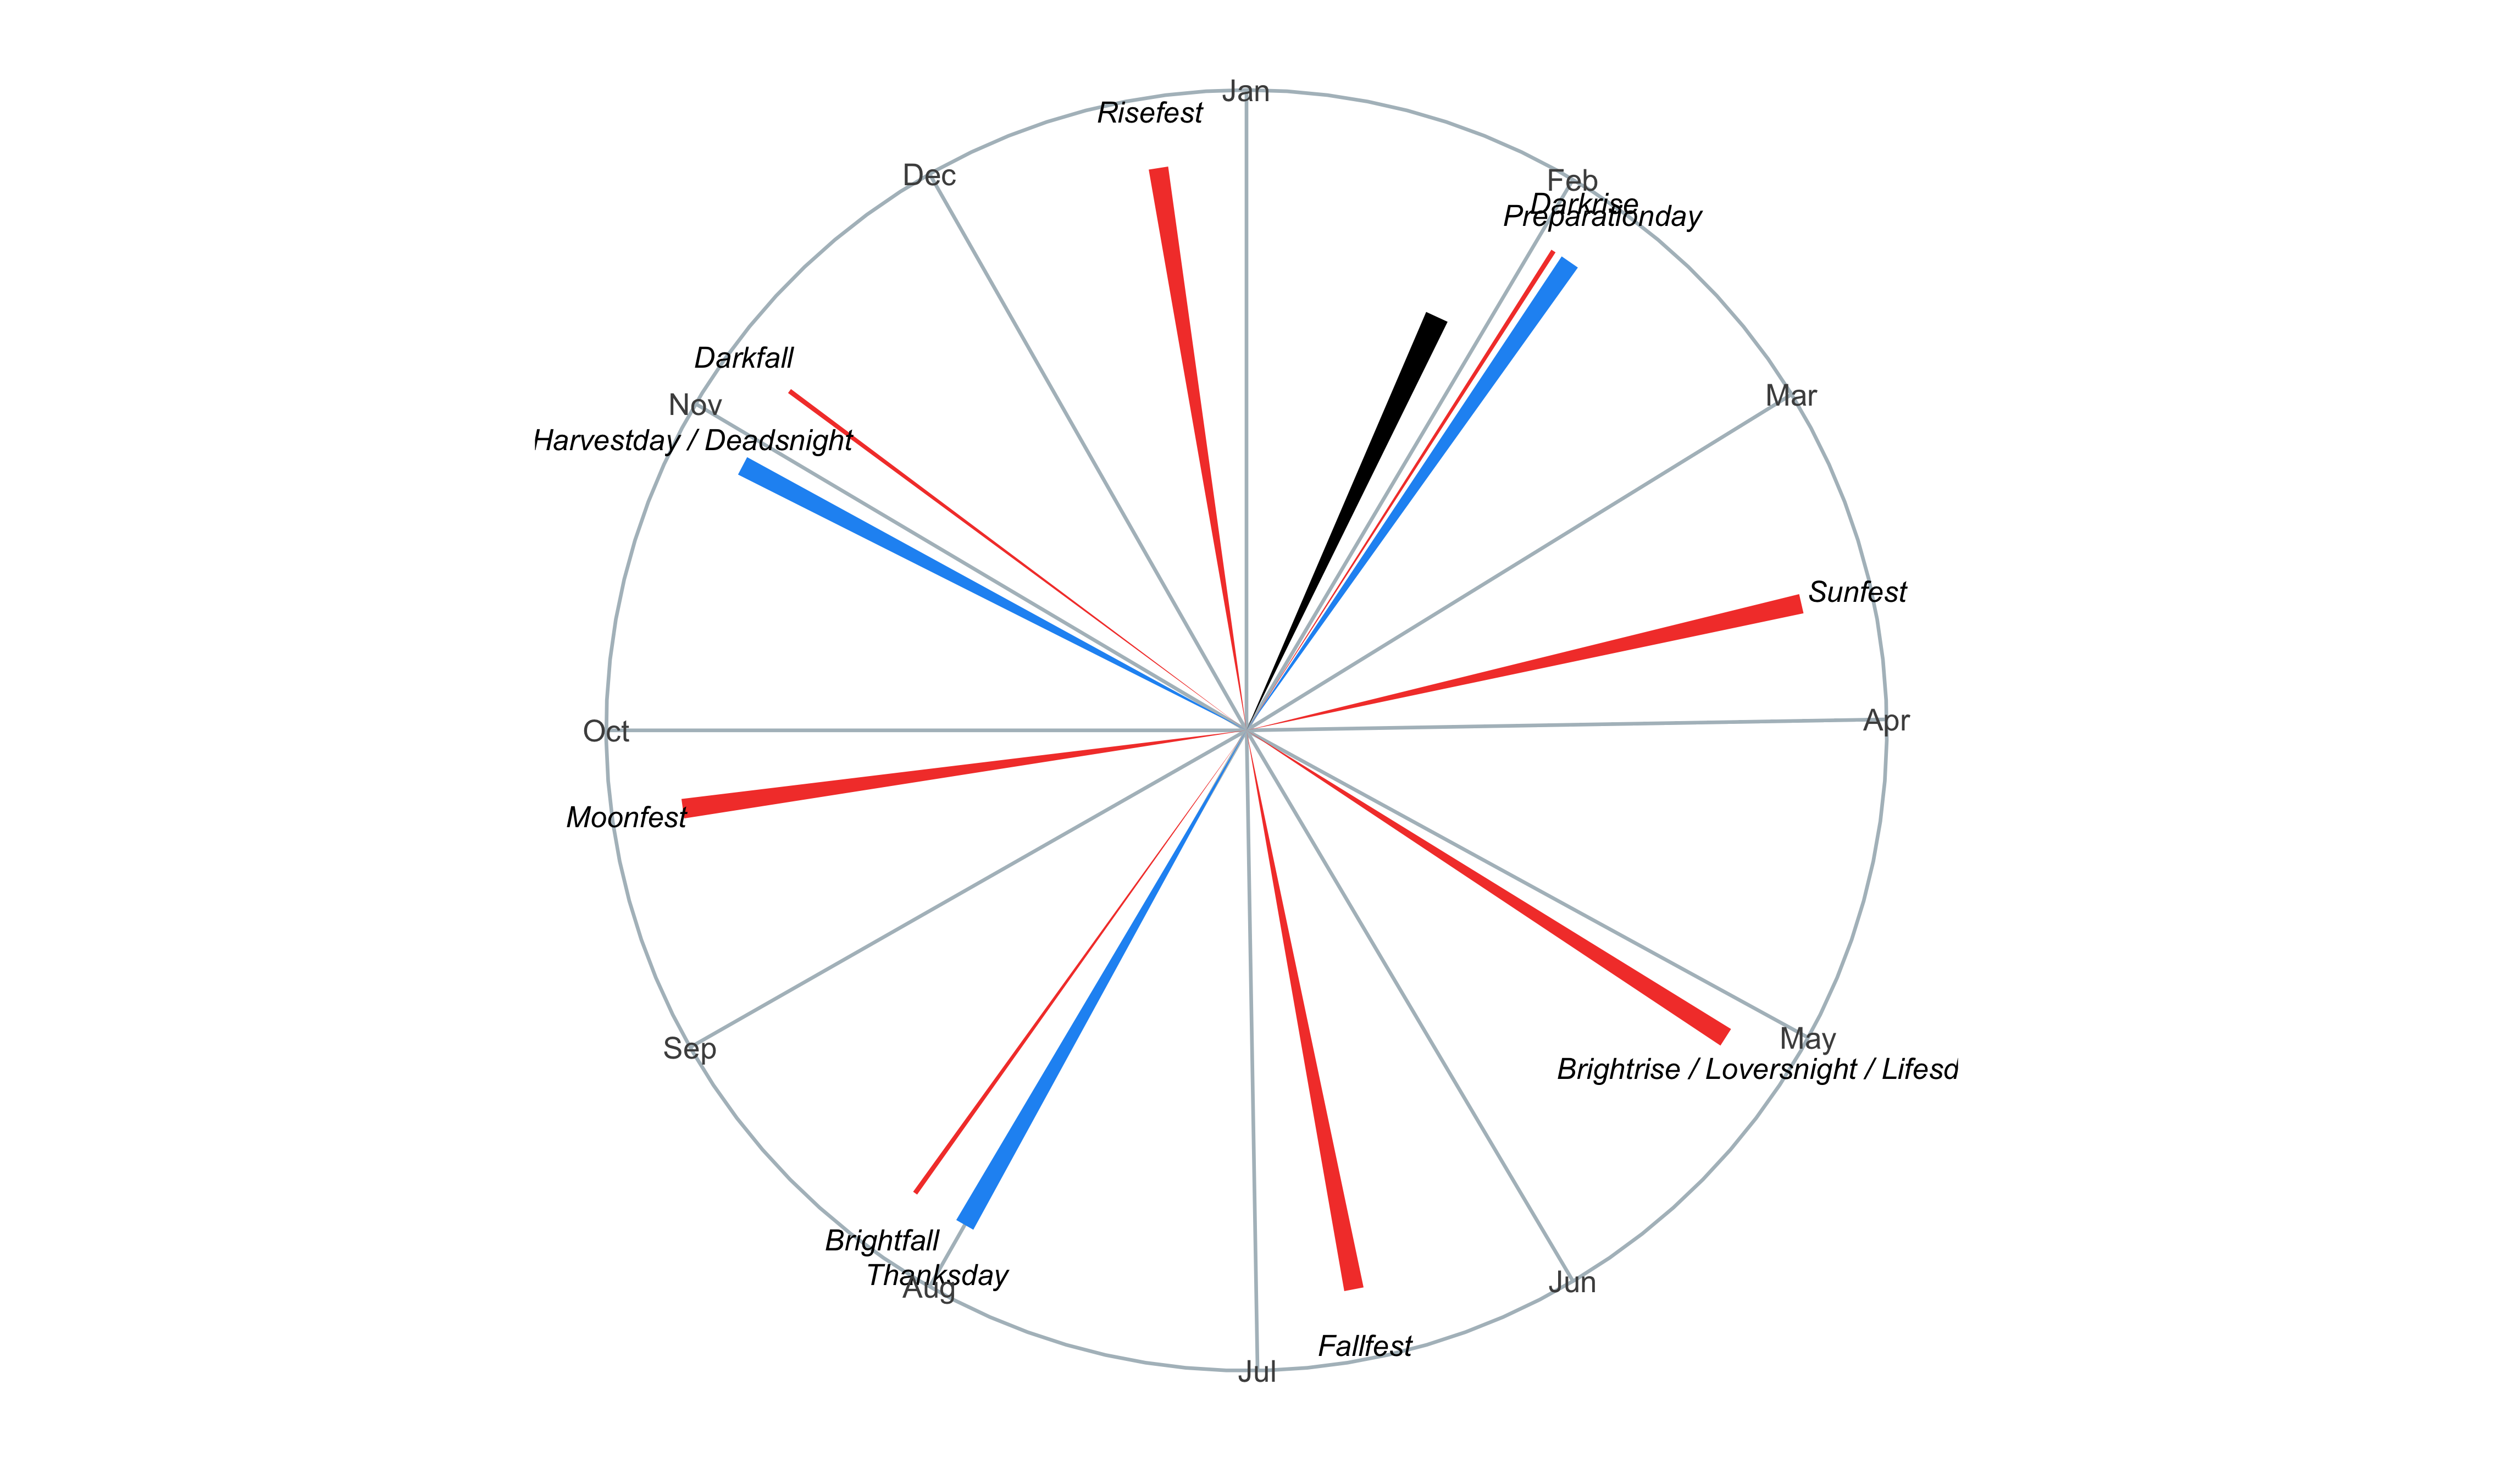 Jan
Risefest
Dec
Feb
Darkrise
Preparationday
Darkfall
Mar
Nov
Harvestday / Deadsnight
Sunfest
Apr
Oct
Moonfest
May
Sep
Brightrise / Loversnight / Lifesd
Brightfall
Thanksday
Jun
Aug
Fallfest
Jul